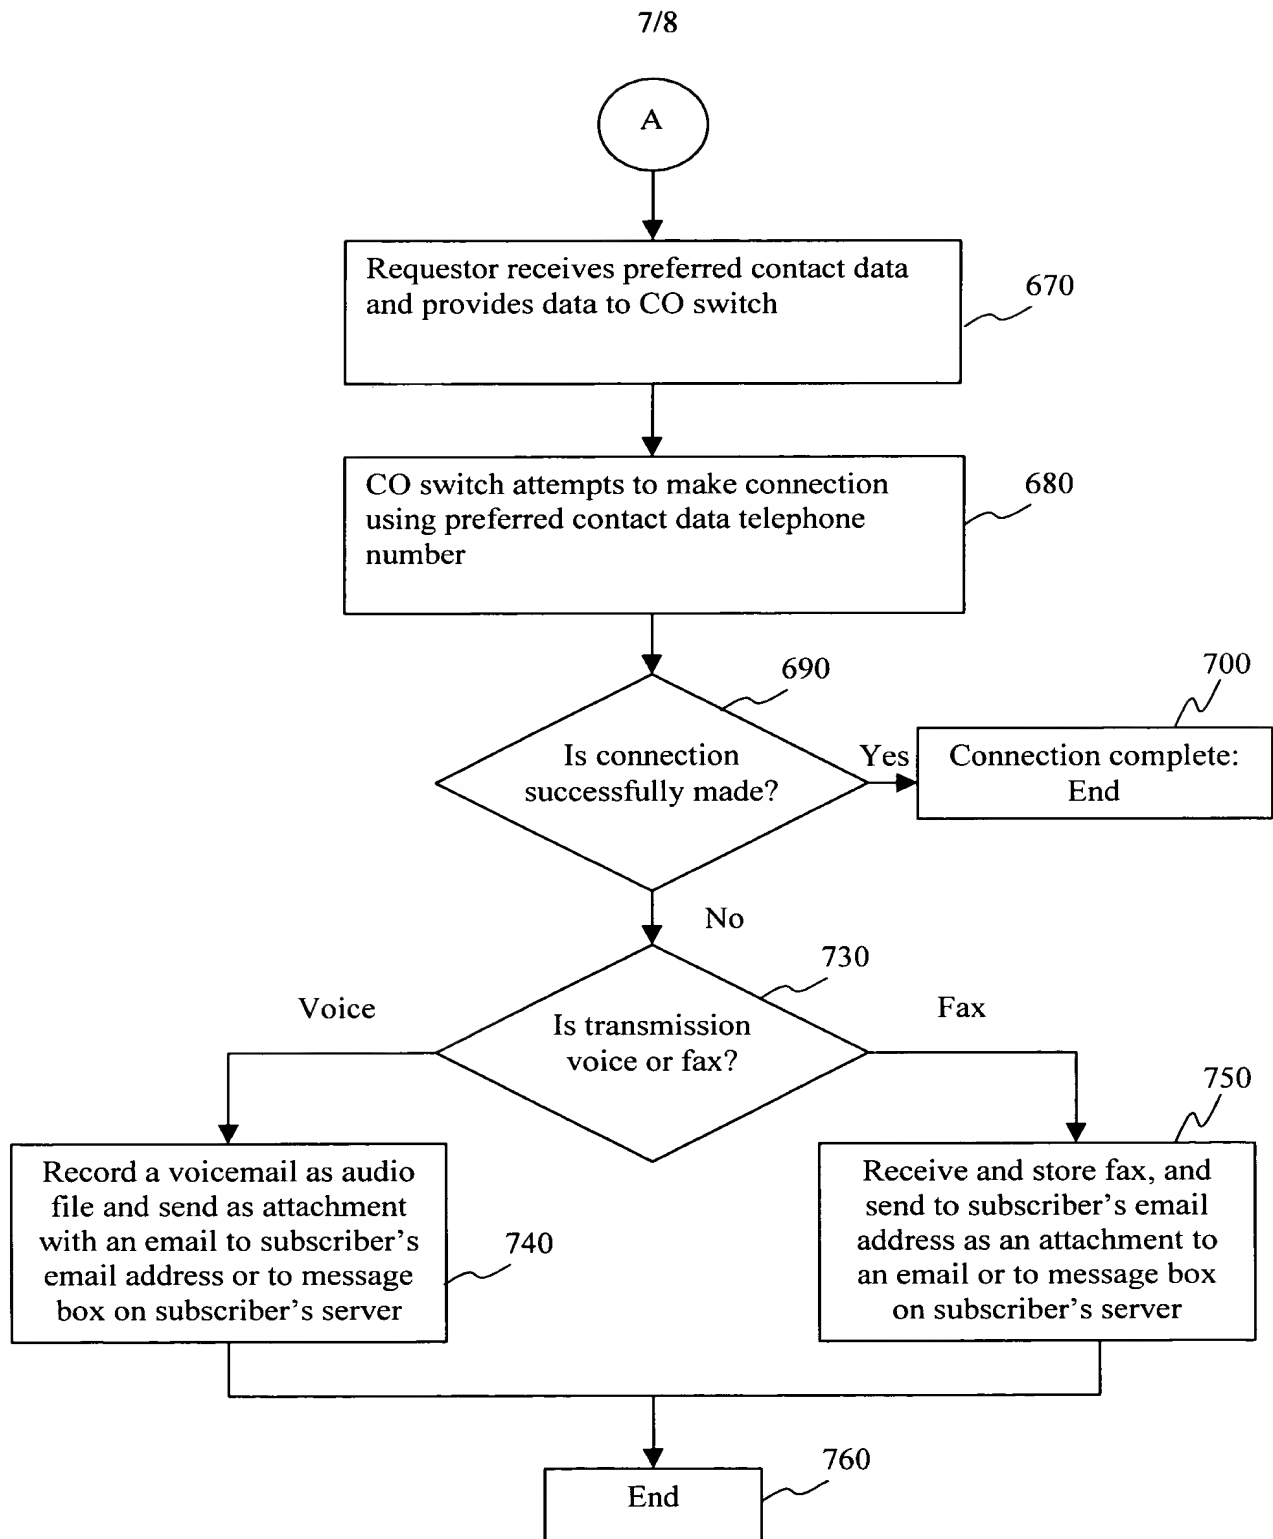 7/8
A
Requestor receives preferred contact data
and provides data to CO switch
670
CO switch attempts to make connection
using preferred contact data telephone
number
680
690
Is connection
successfully made?
Yes
700
Connection complete:
End
No
730
Voice
Is transmission
voice or fax?
Fax
Record a voicemail as audio
file and send as attachment
with an email to subscriber’s
email address or to message
box on subscriber’s server
740
750
Receive and store fax, and
send to subscriber’s email
address as an attachment to
an email or to message box
on subscriber’s server
760
End